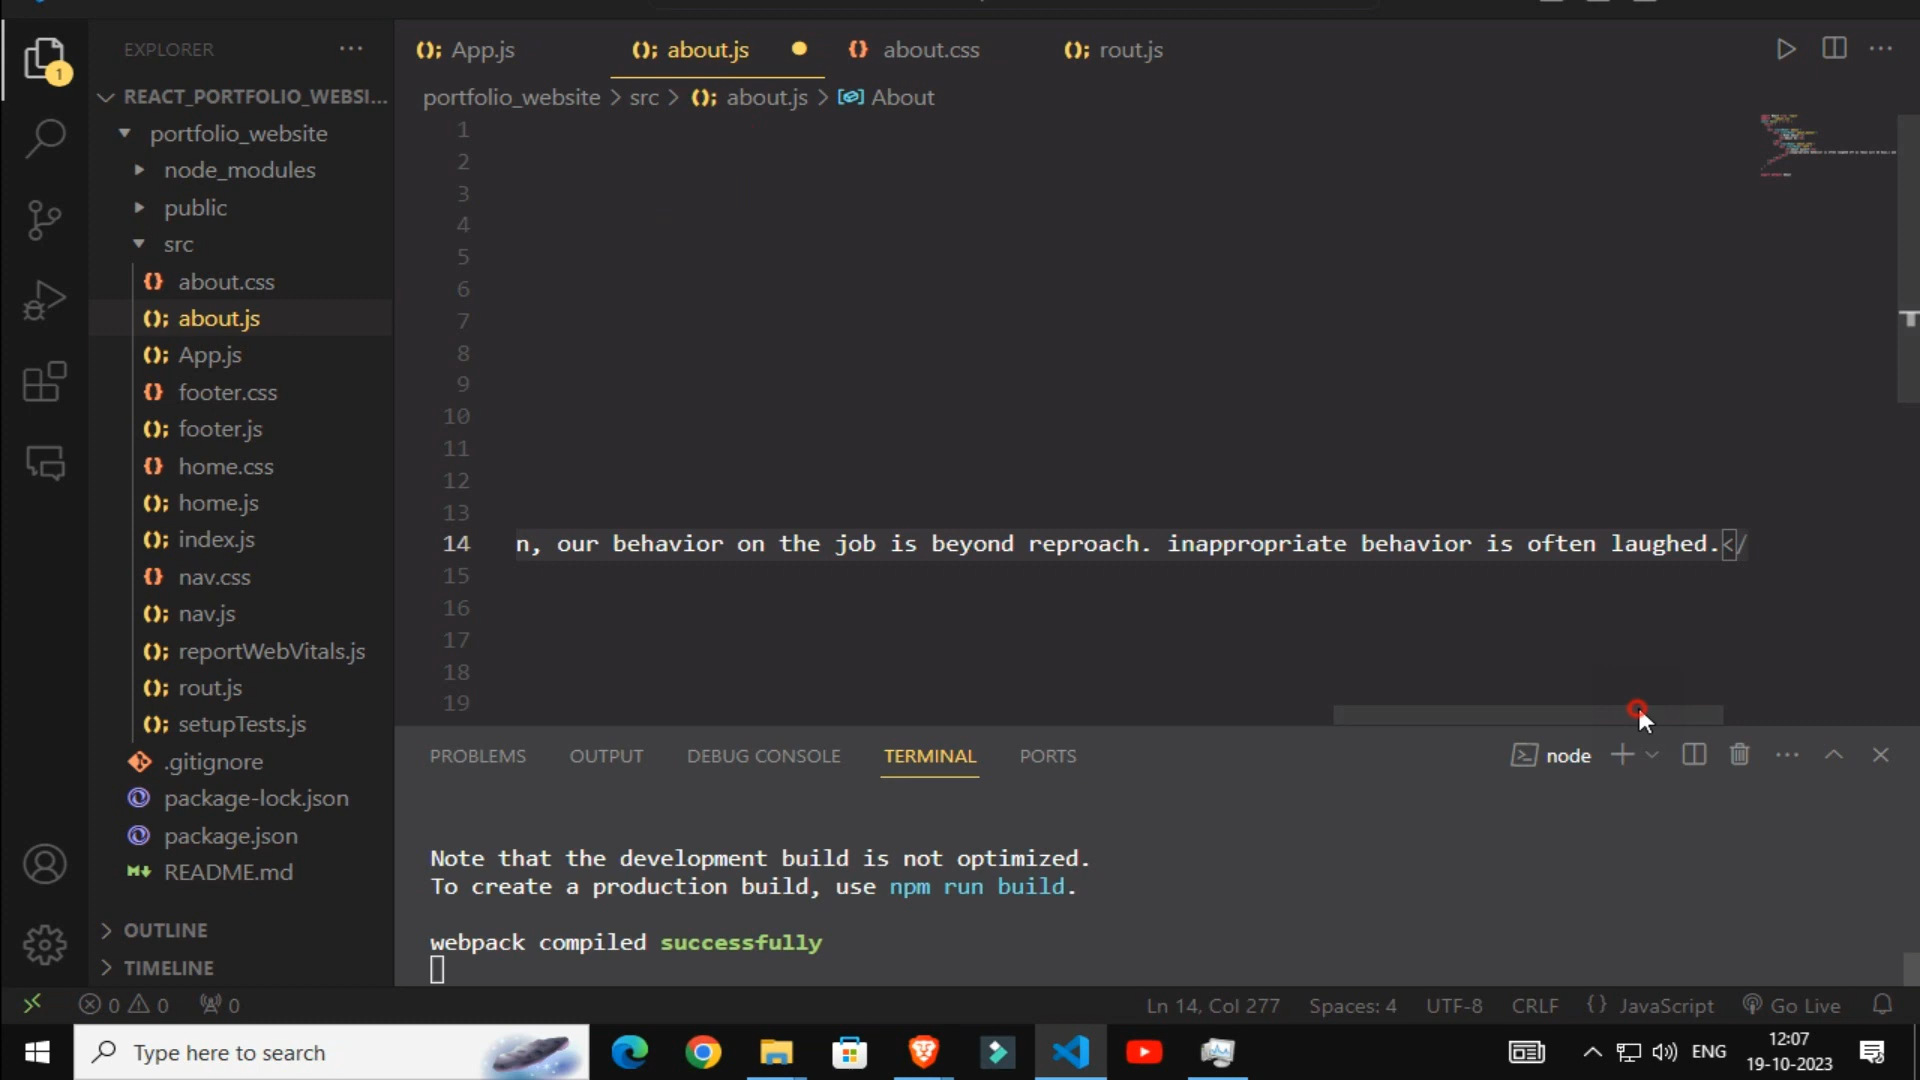 EXPLORER
REACT_PORTFOLIO_WEBSI...
portfolio_website
node_modules
public
src
about.css
about.js
App.js
footer.css
footer.js
home.css
home.js
index.js
nav.css
nav.js
reportWebVitals.js
rout.js
setupTests.js
.gitignore
package-lock.json
package.json
README.md
OUTLINE
TIMELINE
1
App.js about.js about.css rout.js
portfolio_website > src > about.js > About
1
2
3
4
5
6
7
8
9
10
11
12
13
14 n, our behavior on the job is beyond reproach. inappropriate behavior is often laughed.</
15
16
17
18
19
PROBLEMS OUTPUT DEBUG CONSOLE TERMINAL PORTS node
Note that the development build is not optimized.
To create a production build, use npm run build.
webpack compiled successfully
0 0 0 Ln 14, Col 277 Spaces: 4 UTF-8 CRLF {} JavaScript Go Live
Type here to search
ENG
12:07
19-10-2023